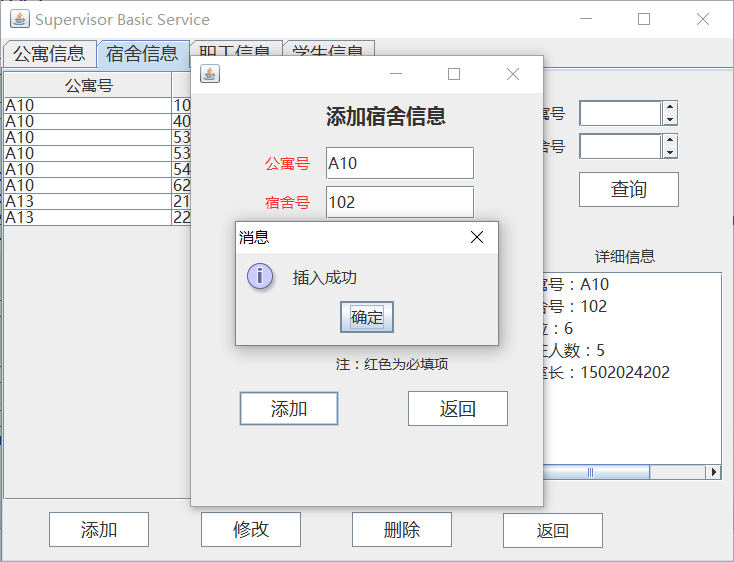 Supervisor Basic Service
公寓信息 宿舍信息 职工信息 学生信息
公寓号
A10 10
A10 40
A10 53
A10 53
A10 54
A10 62
A13 21
A13 22
添加宿舍信息
公寓号 A10
宿舍号 102
消息
插入成功
确定
注：红色为必填项
添加 返回
寓号
舍号
查询
详细信息
寓号：A10
舍号：102
：6
人数：5
长：1502024202
添加 修改 删除 返回